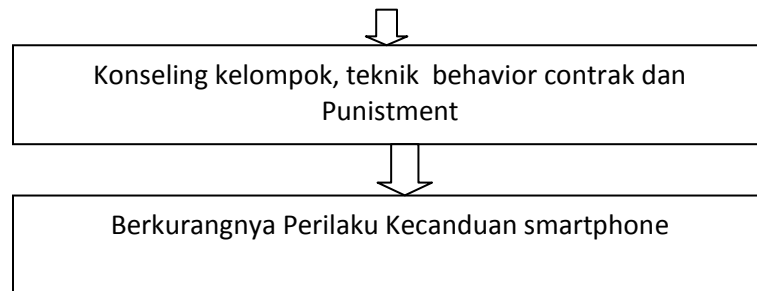 Konseling kelompok, teknik behavior contrak dan
Punistment
Berkurangnya Perilaku Kecanduan smartphone